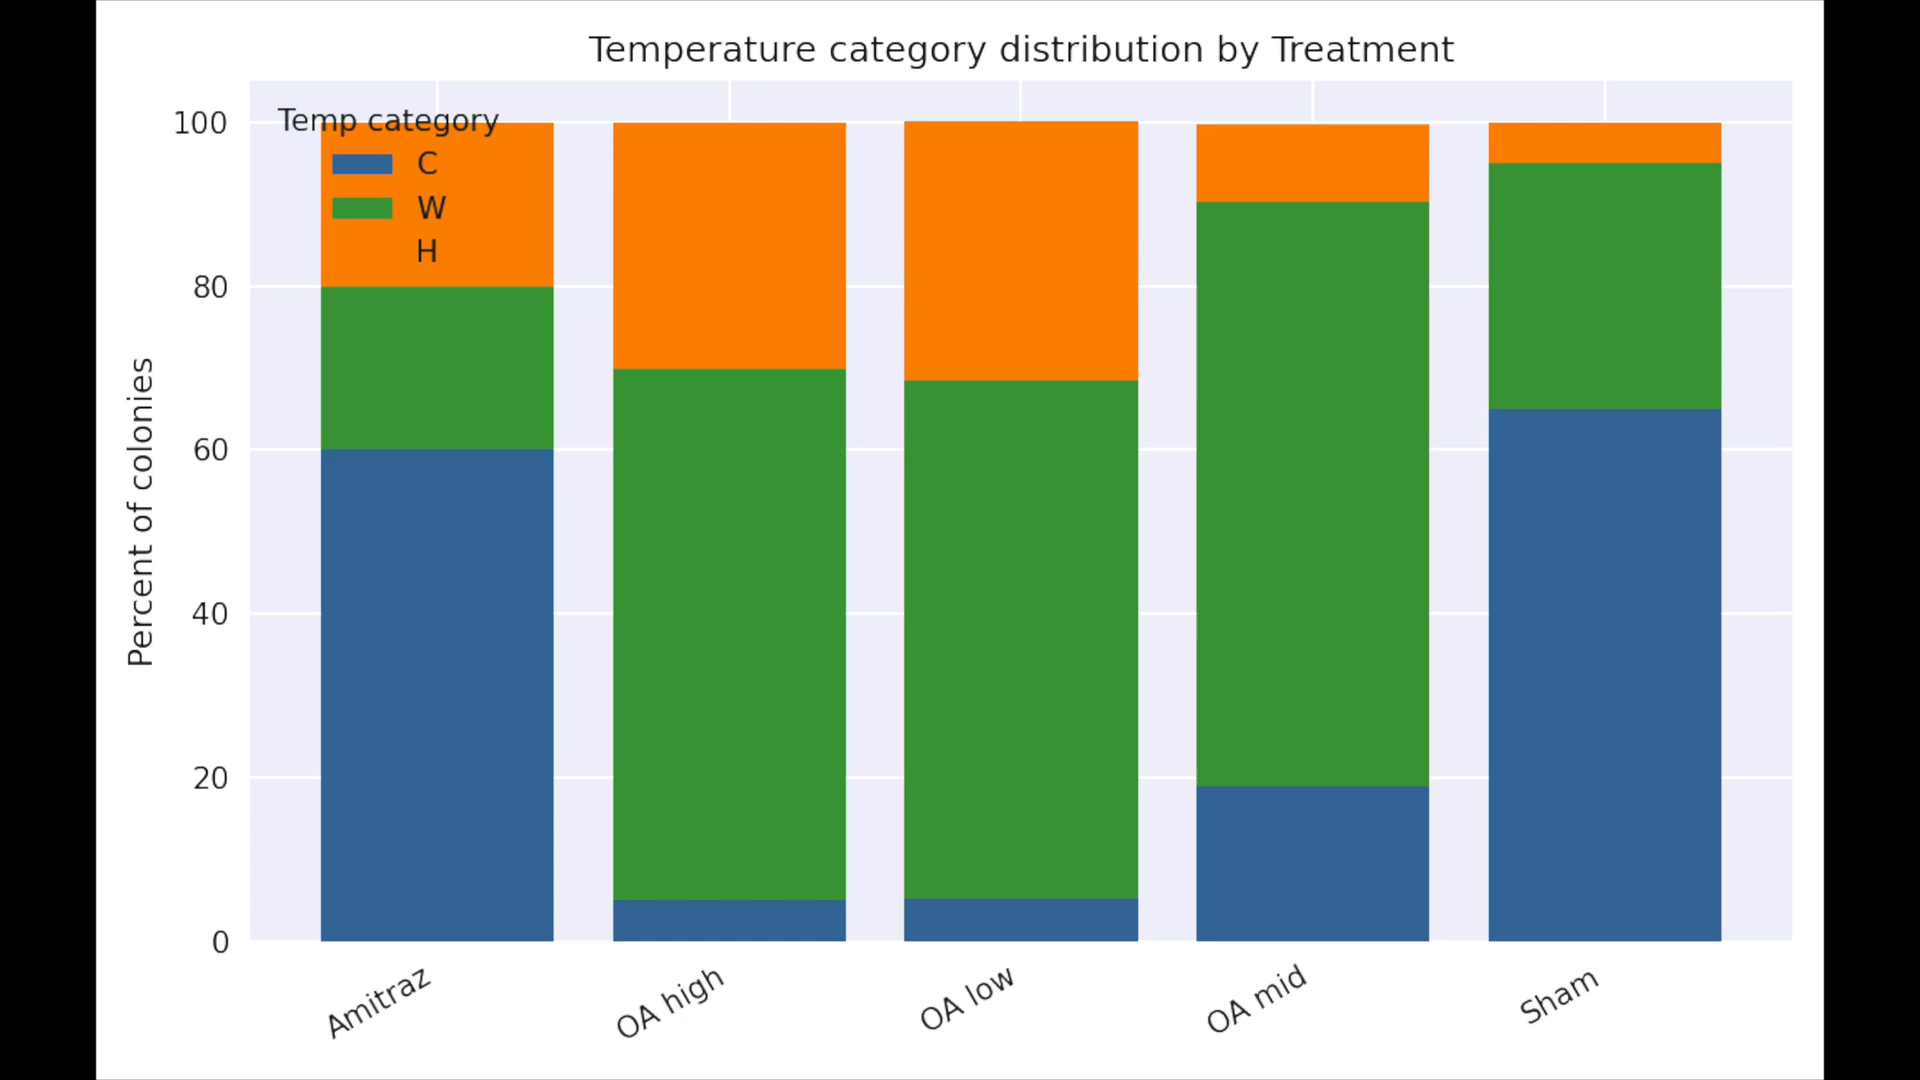 Temperature category distribution by Treatment
Temp category
C
W
H
100
80
60
40
20
0
Percent of colonies
Amitraz
OA high
OA low
OA mid
Sham